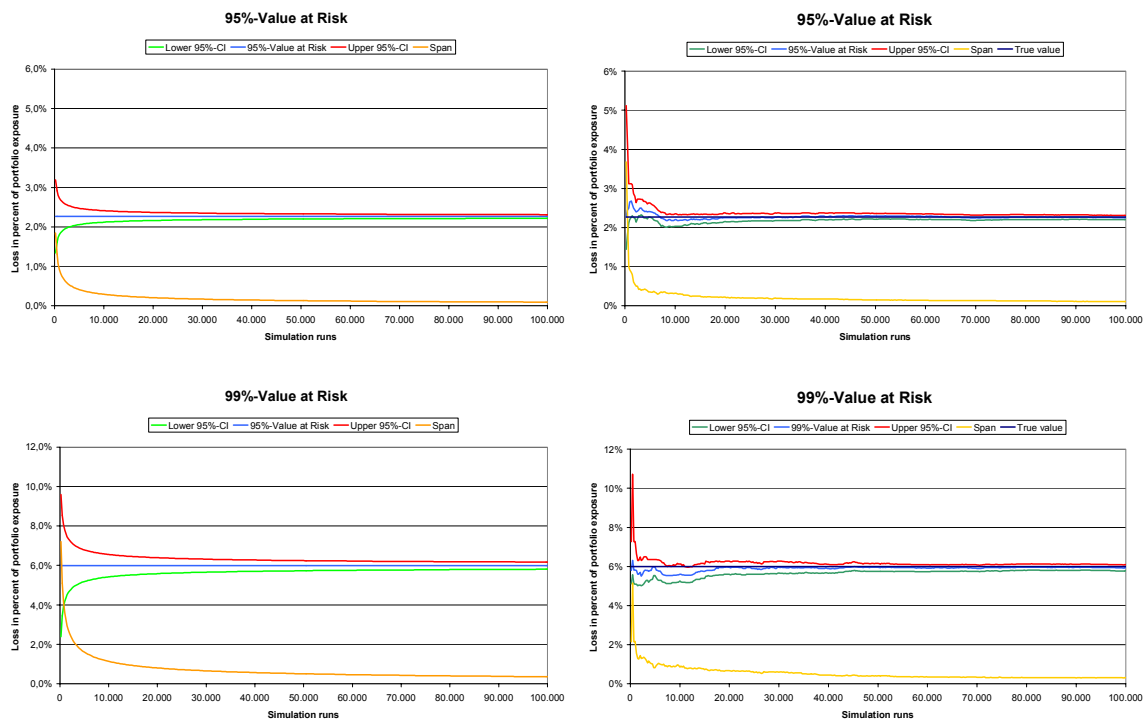 95%-Value at Risk
Lower 95%-CI 95%-Value at Risk Upper 95%-CI Span
Loss in percent of portfolio exposure
6,0%
5,0%
4,0%
3,0%
2,0%
1,0%
0,0%
0 10.000 20.000 30.000 40.000 50.000 60.000 70.000 80.000 90.000 100.000
Simulation runs
95%-Value at Risk
Lower 95%-CI 95%-Value at Risk Upper 95%-CI Span True value
Loss in percent of portfolio exposure
6%
5%
4%
3%
2%
1%
0%
0 10.000 20.000 30.000 40.000 50.000 60.000 70.000 80.000 90.000 100.000
Simulation runs
99%-Value at Risk
Lower 95%-CI 95%-Value at Risk Upper 95%-CI Span
Loss in percent of portfolio exposure
12,0%
10,0%
8,0%
6,0%
4,0%
2,0%
0,0%
0 10.000 20.000 30.000 40.000 50.000 60.000 70.000 80.000 90.000 100.000
Simulation runs
99%-Value at Risk
Lower 95%-CI 99%-Value at Risk Upper 95%-CI Span True value
Loss in percent of portfolio exposure
12%
10%
8%
6%
4%
2%
0%
0 10.000 20.000 30.000 40.000 50.000 60.000 70.000 80.000 90.000 100.000
Simulation runs